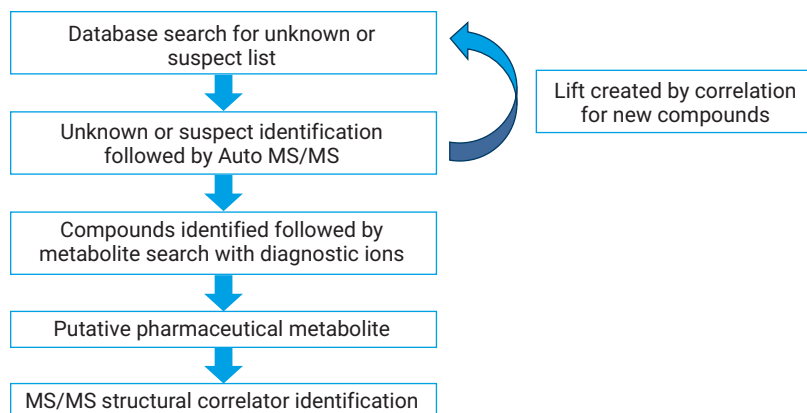 Database search for unknown or
suspect list
Unknown or suspect identification
followed by Auto MS/MS
Lift created by correlation
for new compounds
Compounds identified followed by
metabolite search with diagnostic ions
Putative pharmaceutical metabolite
MS/MS structural correlator identification